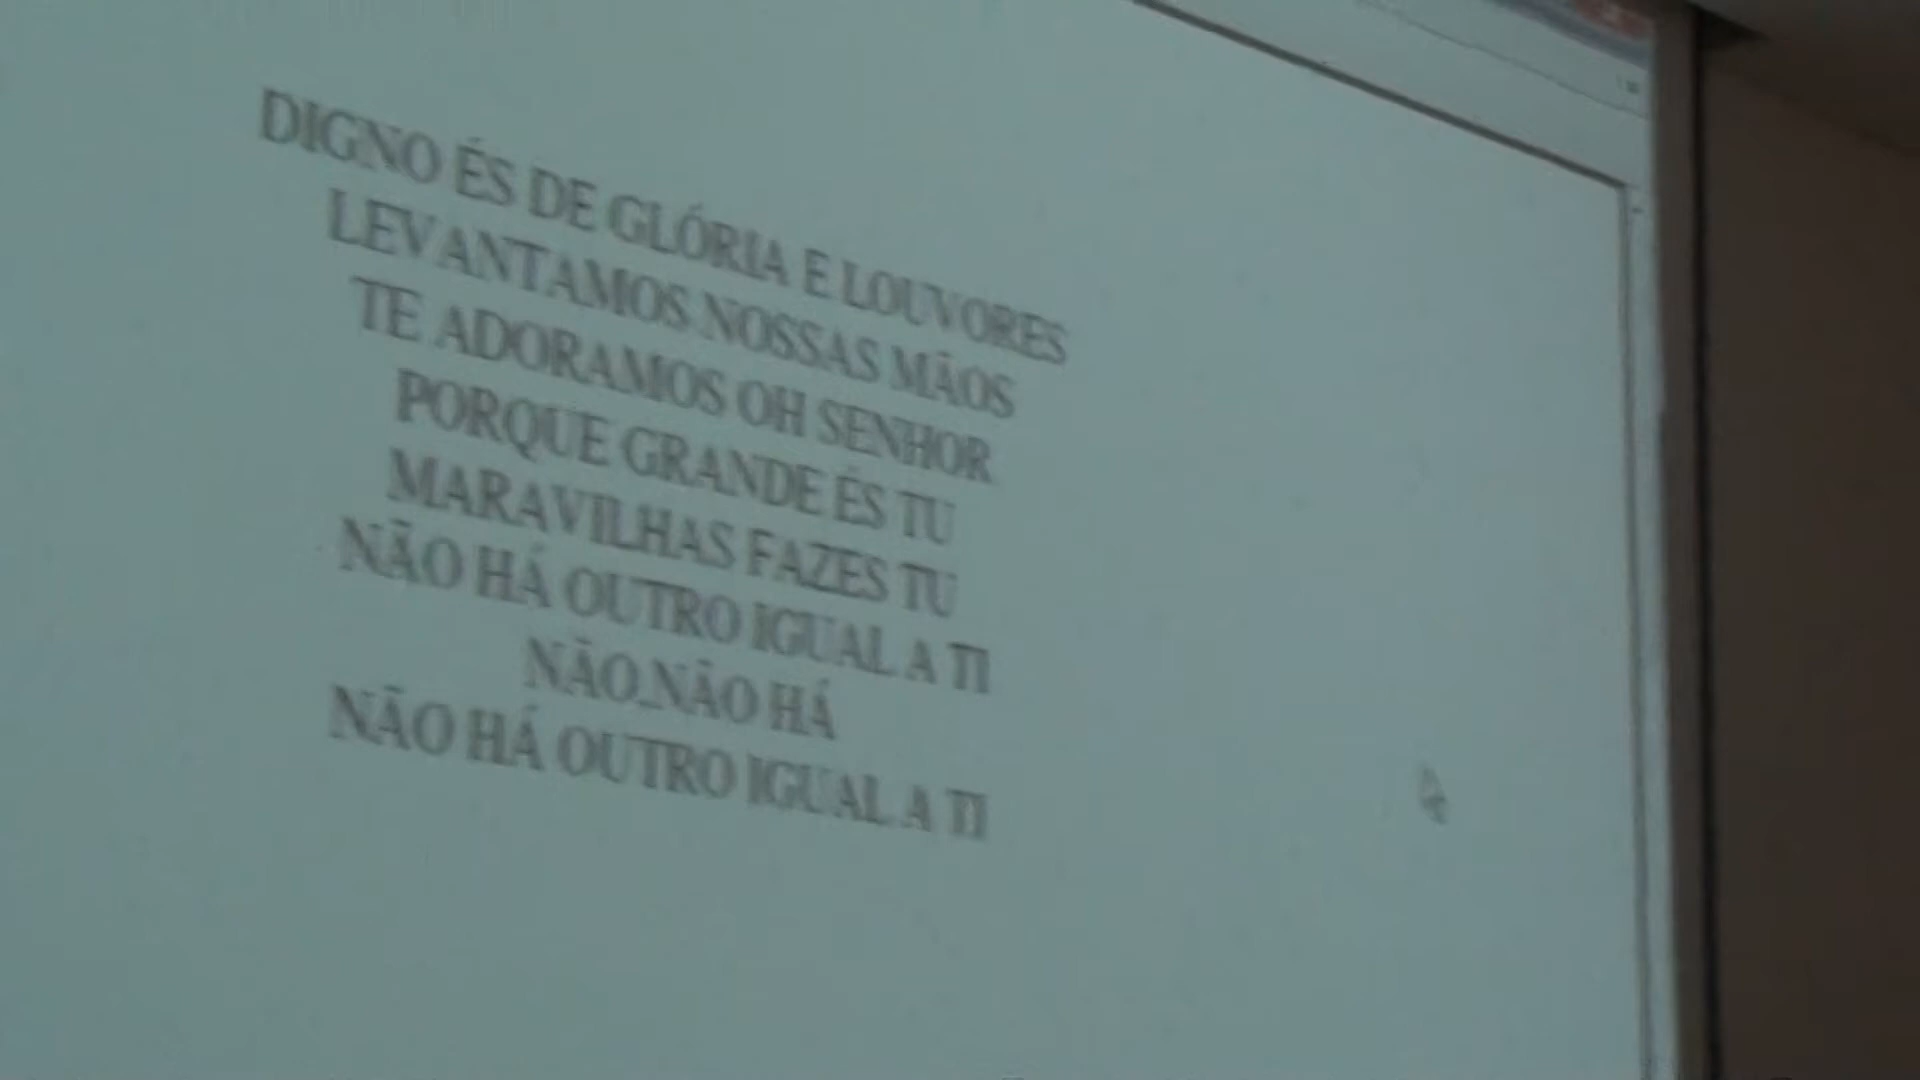 DIGNO ÉS DE GLÓRIA E LOUVORES
LEVANTAMOS NOSSAS MÃOS
TE ADORAMOS OH SENHOR
PORQUE GRANDE ÉS TU
MARAVILHAS FAZES TU
NÃO HÁ OUTRO IGUAL A TI
NÃO NÃO HÁ
NÃO HÁ OUTRO IGUAL A TI